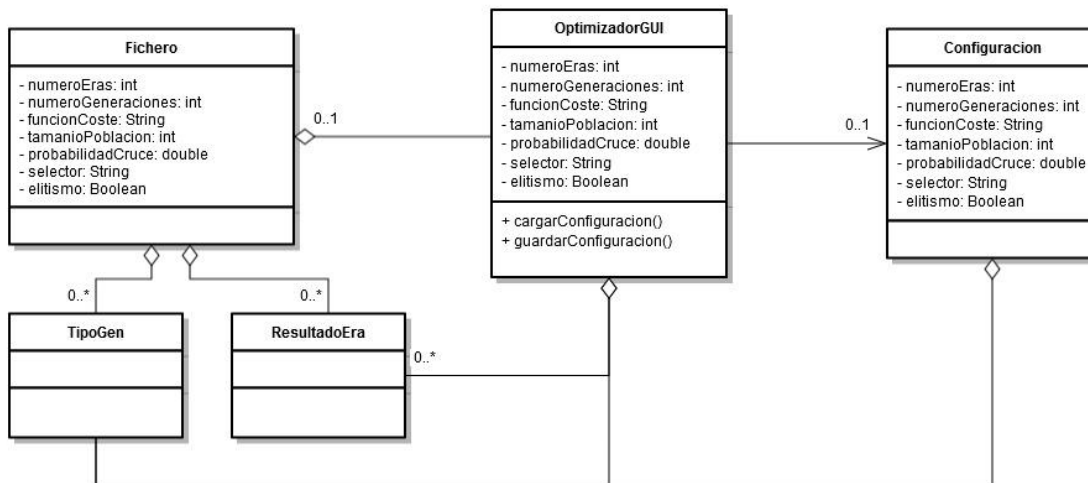 Fichero
- numeroEras: int
- numeroGeneraciones: int
- funcionCoste: String
- tamanioPoblacion: int
- probabilidadCruce: double
- selector: String
- elitismo: Boolean
0..1
OptimizadorGUI
- numeroEras: int
- numeroGeneraciones: int
- funcionCoste: String
- tamanioPoblacion: int
- probabilidadCruce: double
- selector: String
- elitismo: Boolean
+ cargarConfiguracion()
+ guardarConfiguracion()
0..1
Configuracion
- numeroEras: int
- numeroGeneraciones: int
- funcionCoste: String
- tamanioPoblacion: int
- probabilidadCruce: double
- selector: String
- elitismo: Boolean
0..*
0..*
TipoGen
ResultadoEra
0..*